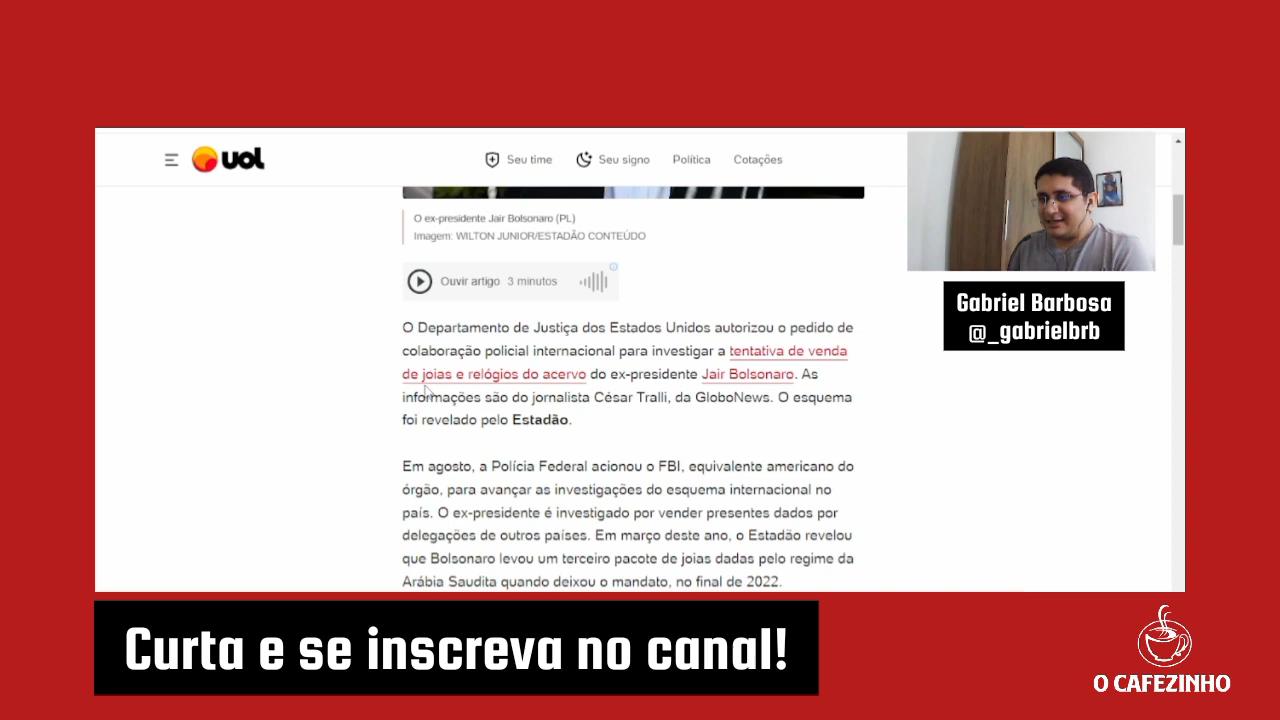 uol
Seu time
Seu signo
Política
Cotações
O ex-presidente Jair Bolsonaro (PL)
Imagem: WILTON JUNIOR/ESTADÃO CONTEÚDO
Ouvir artigo 3 minutos
Gabriel Barbosa
@_gabrielbrb
O Departamento de Justiça dos Estados Unidos autorizou o pedido de
colaboração policial internacional para investigar a tentativa de venda
de joias e relógios do acervo do ex-presidente Jair Bolsonaro. As
informações são do jornalista César Tralli, da GloboNews. O esquema
foi revelado pelo Estadão.
Em agosto, a Polícia Federal acionou o FBI, equivalente americano do
órgão, para avançar as investigações do esquema internacional no
país. O ex-presidente é investigado por vender presentes dados por
delegações de outros países. Em março deste ano, o Estadão revelou
que Bolsonaro levou um terceiro pacote de joias dadas pelo regime da
Arábia Saudita quando deixou o mandato, no final de 2022.
Curta e se inscreva no canal!
O CAFEZINHO